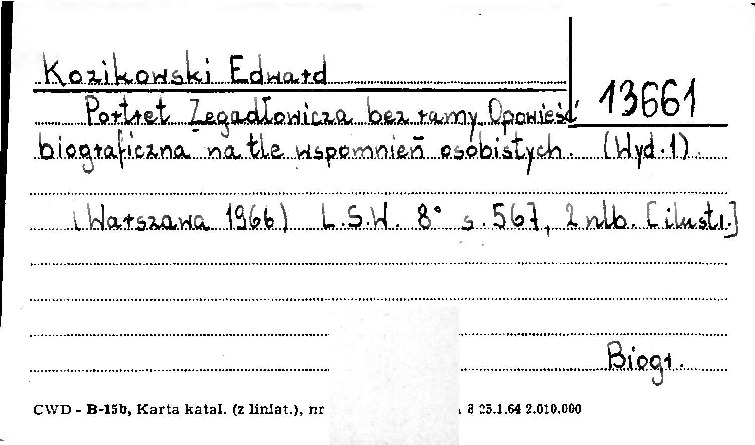 Kozikowski Edward
13661
Portret Zegadłowicza bez ramy Opowieść
biograficzna na tle wspomnień osobistych. (Wyd.1).
(Warszawa 1966) L.S.W. 8° s.567, 2 nlb. [ilustr.]
Biogr.
CWD - B-15b, Karta katal. (z liniat.), nr 8 25.1.64 2.010.000